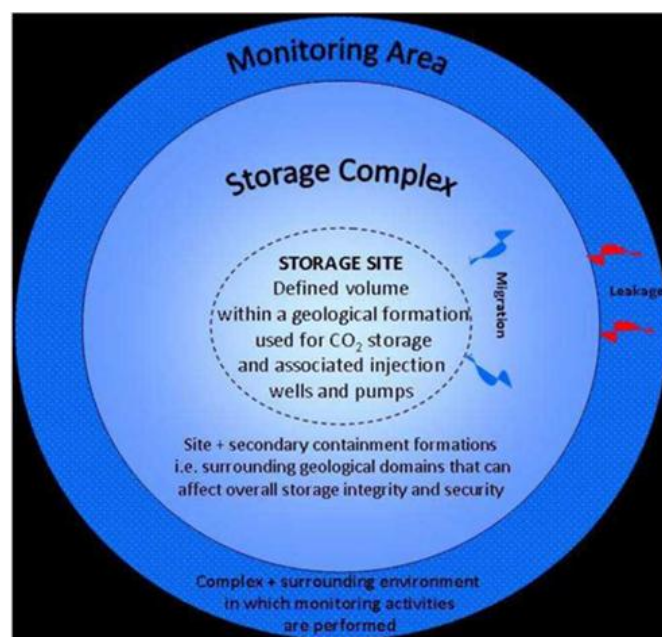 Monitoring Area
Storage Complex
STORAGE SITE
Defined volume
within a geological formation
used for CO₂ storage
and associated injection
wells and pumps
Migration
Leakage
Site + secondary containment formations
i.e. surrounding geological domains that can
affect overall storage integrity and security
Complex + surrounding environment
in which monitoring activities
are performed